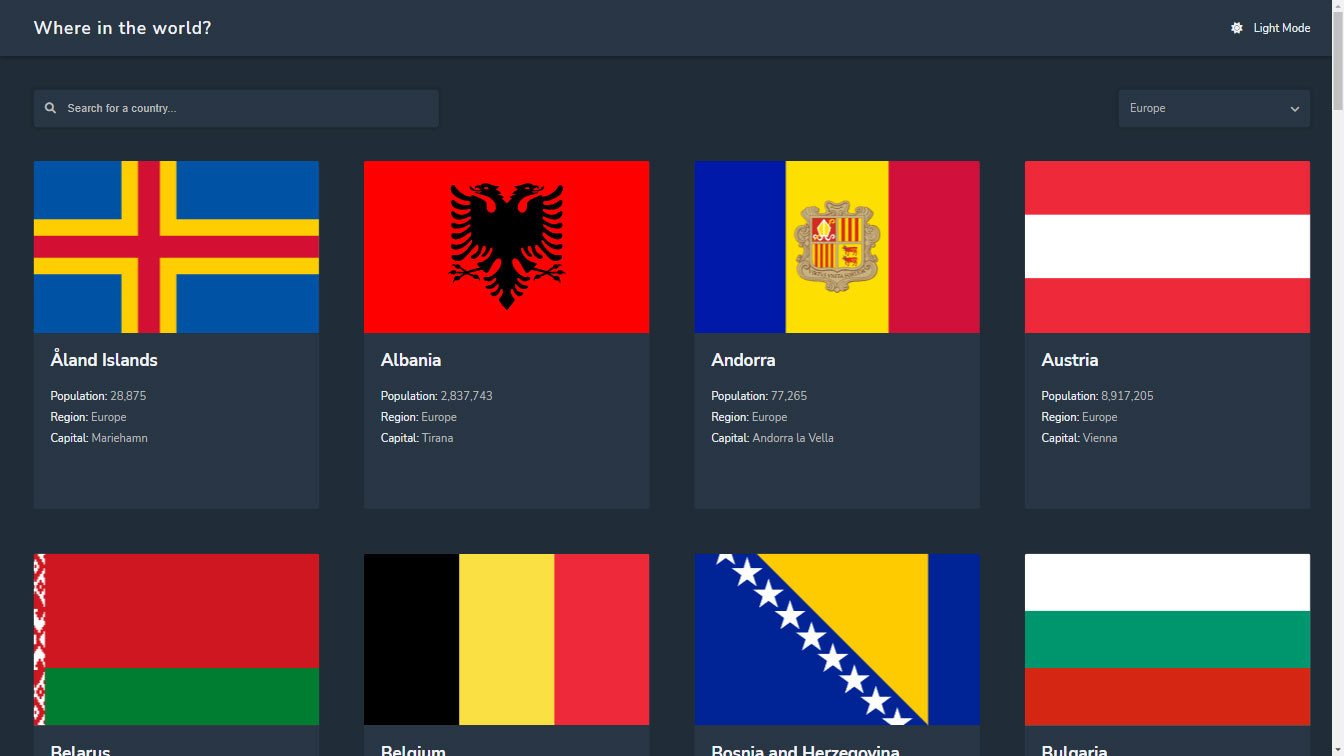 Where in the world?
Light Mode
Search for a country...
Europe
Åland Islands
Population: 28,875
Region: Europe
Capital: Mariehamn
Albania
Population: 2,837,743
Region: Europe
Capital: Tirana
Andorra
Population: 77,265
Region: Europe
Capital: Andorra la Vella
Austria
Population: 8,917,205
Region: Europe
Capital: Vienna
Belarus
Belgium
Bosnia and Herzegovina
Bulgaria